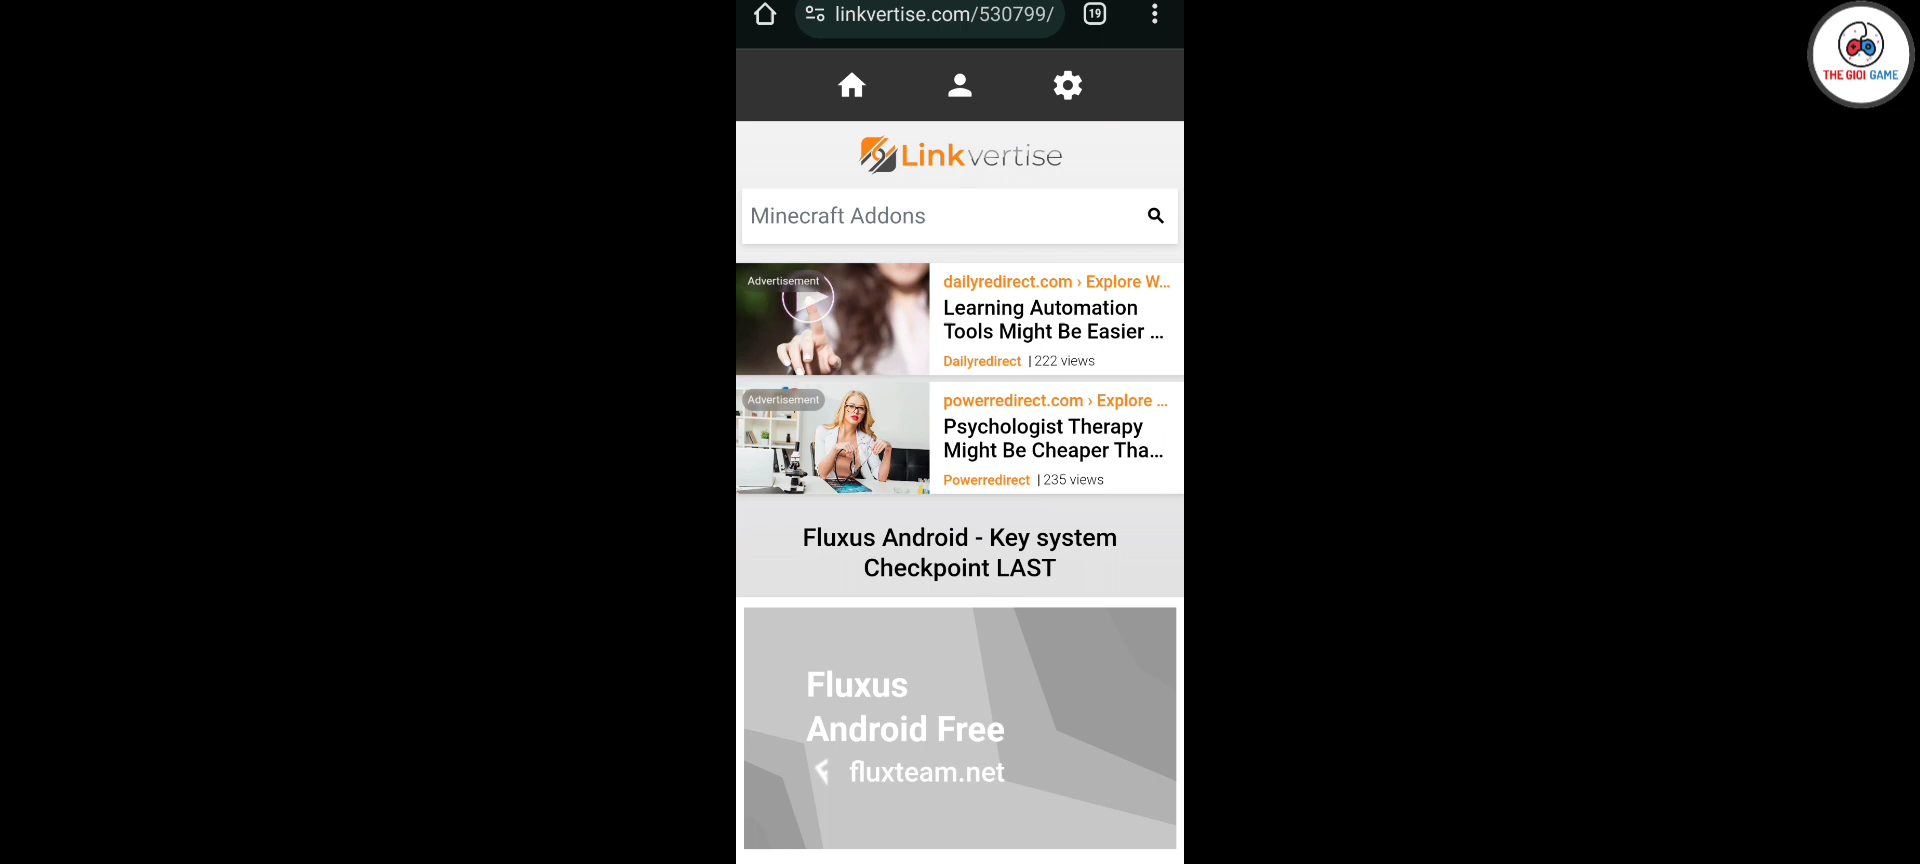 linkvertise.com/530799/
19
THE GIOI GAME
Linkvertise
Minecraft Addons
Advertisement
dailyredirect.com › Explore W...
Learning Automation
Tools Might Be Easier ...
Dailyredirect | 222 views
Advertisement
powerredirect.com › Explore ...
Psychologist Therapy
Might Be Cheaper Tha...
Powerredirect | 235 views
Fluxus Android - Key system
Checkpoint LAST
Fluxus
Android Free
fluxteam.net